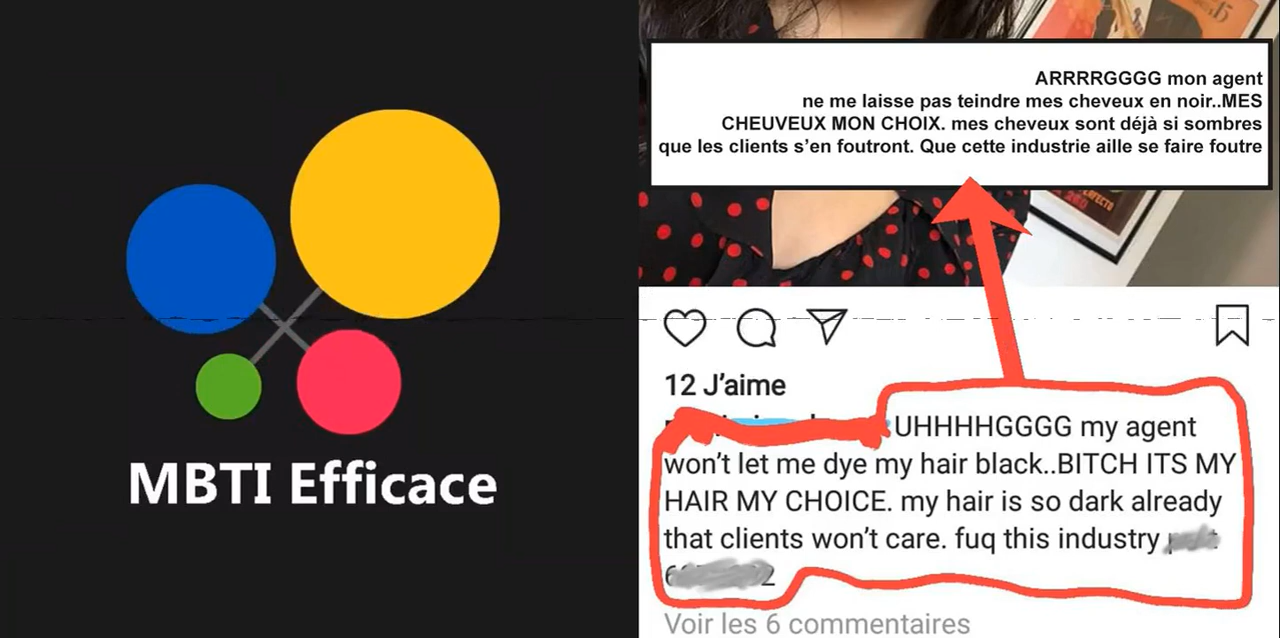 MBTI Efficace
ARRRRGGGG mon agent
ne me laisse pas teindre mes cheveux en noir..MES
CHEUVEUX MON CHOIX. mes cheveux sont déjà si sombres
que les clients s’en foutront. Que cette industrie aille se faire foutre
12 J’aime
UHHHHGGGG my agent
won’t let me dye my hair black..BITCH ITS MY
HAIR MY CHOICE. my hair is so dark already
that clients won’t care. fuq this industry
Voir les 6 commentaires